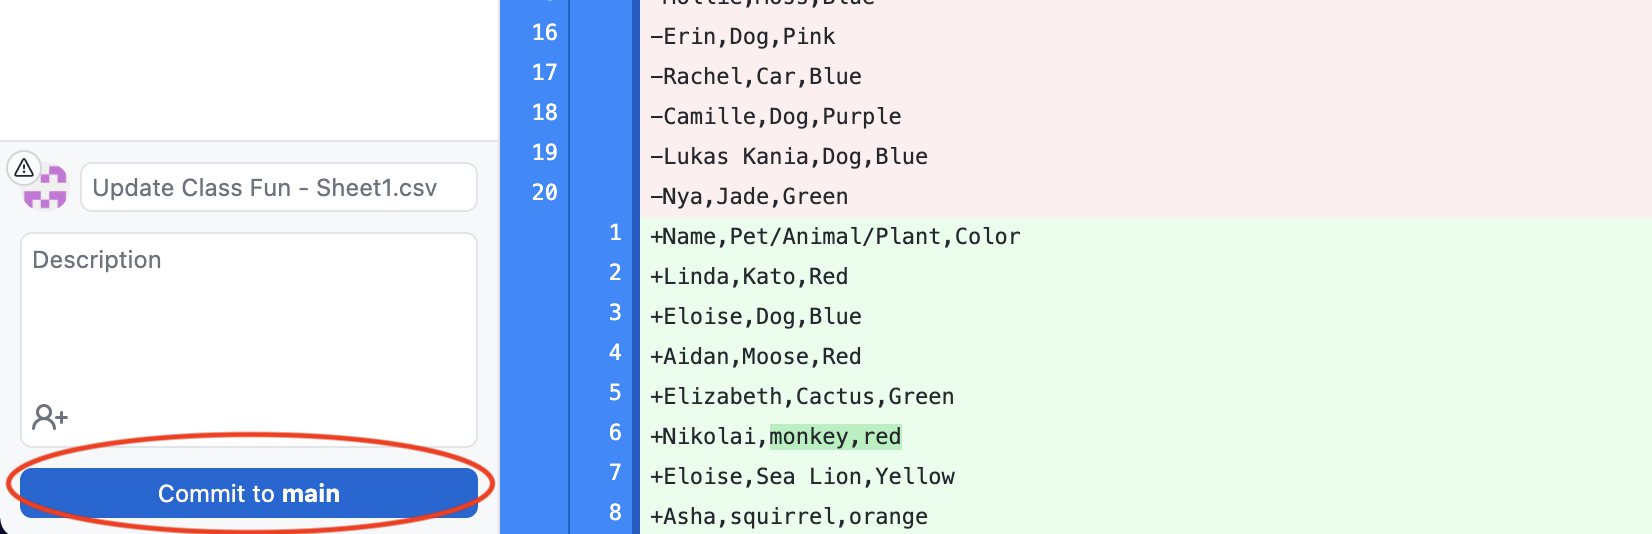 Update Class Fun - Sheet1.csv
Description
Commit to main
16 -Erin,Dog,Pink
17 -Rachel,Car,Blue
18 -Camille,Dog,Purple
19 -Lukas Kania,Dog,Blue
20 -Nya,Jade,Green
1 +Name,Pet/Animal/Plant,Color
2 +Linda,Kato,Red
3 +Eloise,Dog,Blue
4 +Aidan,Moose,Red
5 +Elizabeth,Cactus,Green
6 +Nikolai,monkey,red
7 +Eloise,Sea Lion,Yellow
8 +Asha,squirrel,orange